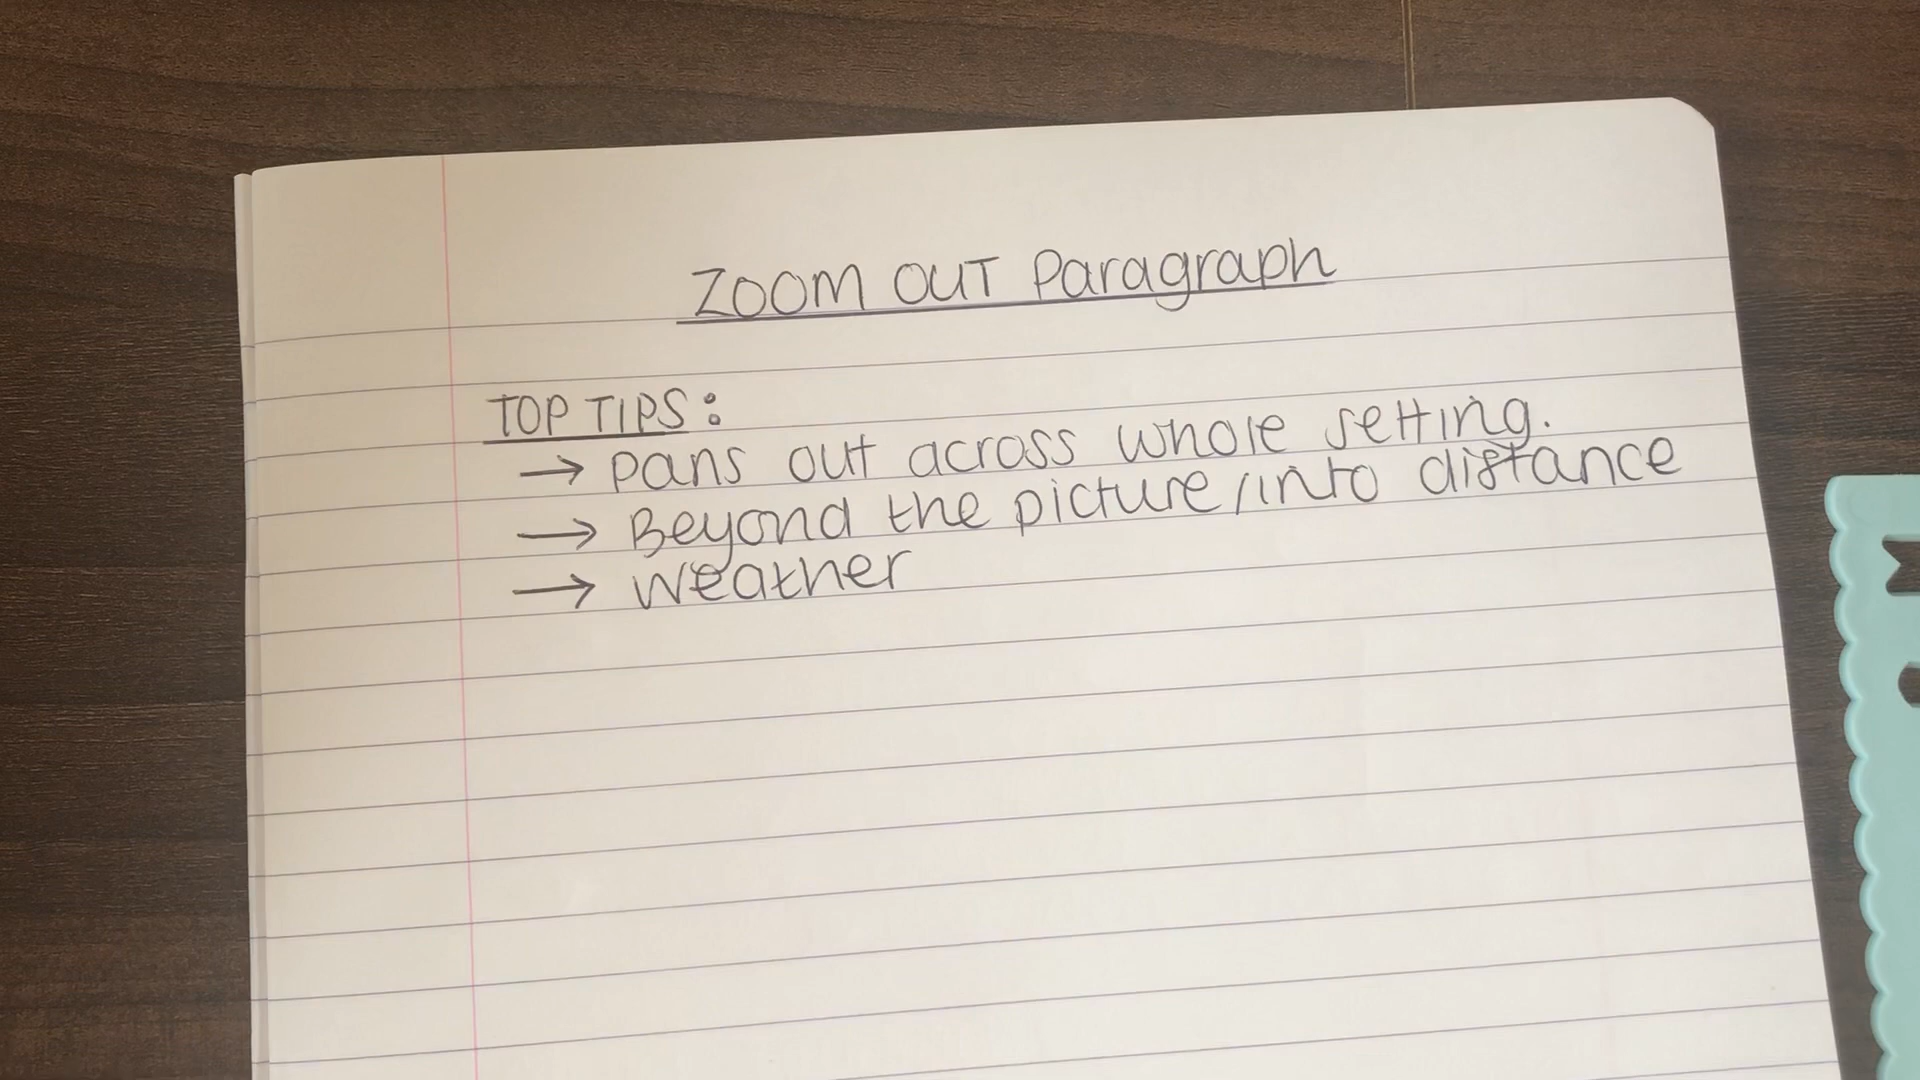 ZOOM OUT Paragraph
TOP TIPS:
→ pans out across whole setting.
→ Beyond the picture/into distance
→ weather